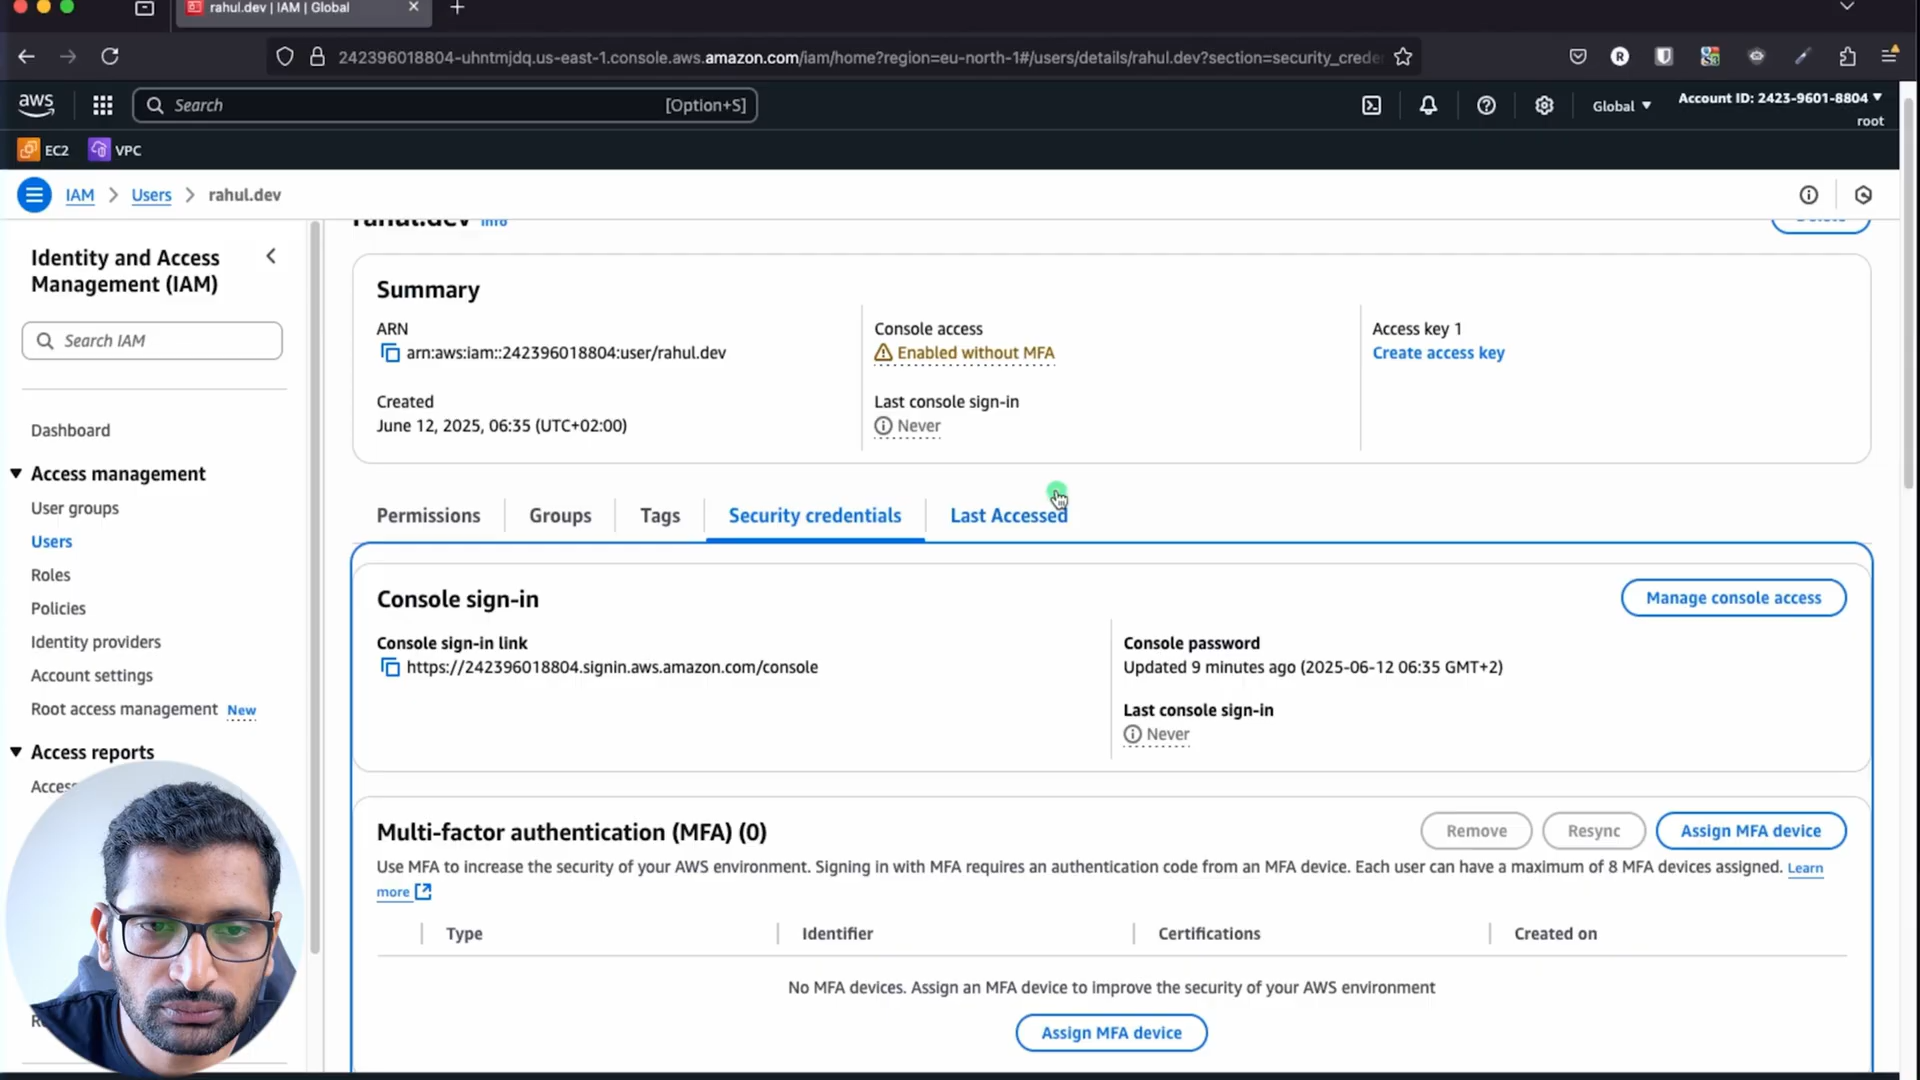 rahul.dev | IAM | Global
242396018804-uhntmjdq.us-east-1.console.aws.amazon.com/iam/home?region=eu-north-1#/users/details/rahul.dev?section=security_crede
aws
Search
[Option+S]
Global
Account ID: 2423-9601-8804
root
EC2
VPC
IAM
Users
rahul.dev
Identity and Access
Management (IAM)
Search IAM
Dashboard
Access management
User groups
Users
Roles
Policies
Identity providers
Account settings
Root access management New
Access reports
rahul.dev Info
Delete
Summary
ARN
arn:aws:iam::242396018804:user/rahul.dev
Created
June 12, 2025, 06:35 (UTC+02:00)
Console access
Enabled without MFA
Last console sign-in
Never
Access key 1
Create access key
Permissions
Groups
Tags
Security credentials
Last Accessed
Console sign-in
Manage console access
Console sign-in link
https://242396018804.signin.aws.amazon.com/console
Console password
Updated 9 minutes ago (2025-06-12 06:35 GMT+2)
Last console sign-in
Never
Multi-factor authentication (MFA) (0)
Remove
Resync
Assign MFA device
Use MFA to increase the security of your AWS environment. Signing in with MFA requires an authentication code from an MFA device. Each user can have a maximum of 8 MFA devices assigned. Learn
more
Type
Identifier
Certifications
Created on
No MFA devices. Assign an MFA device to improve the security of your AWS environment
Assign MFA device